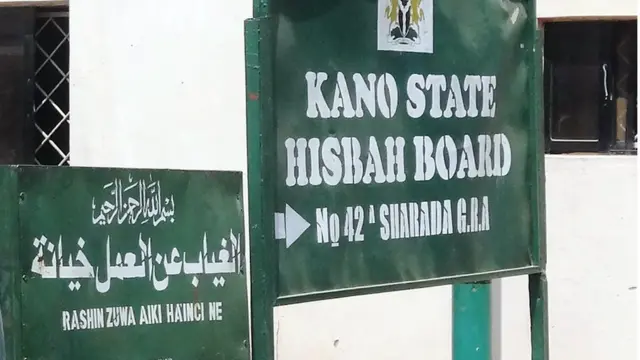 KANO STATE
HISBAH BOARD
No 42 A SHARADA G.R.A
بسم الله الرحمن الرحيم
الغياب عن العمل خيانة
RASHIN ZUWA AIKI HAINCI NE